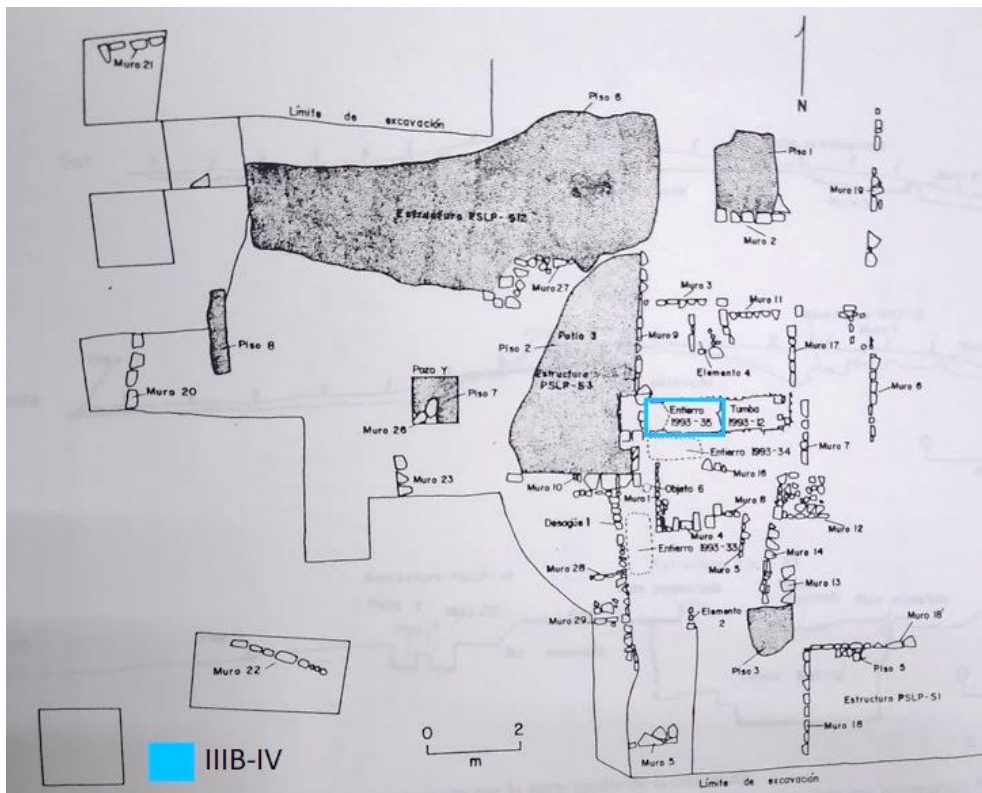 Muro 21
Límite de excavación
Piso 6
N
Piso 1
Muro 19
Estructura PSLP-S12
Muro 2
Muro 27
Muro 3
Muro 11
Muro 9
Muro 17
Patio 3
Piso 2
Piso 8
Elemento 4
Estructura
PSLP-S3
Pozo Y
Piso 7
Muro 6
Muro 20
Entierro
1993-35
Tumba
1993-12
Muro 26
Entierro 1993-34
Muro 7
Muro 16
Muro 23
Muro 10
Muro 1
Objeto 6
Muro 8
Desagüe 1
Muro 4
Muro 12
Entierro 1993-33
Muro 5
Muro 14
Muro 28
Muro 13
Muro 29
Elemento
2
Muro 18'
Muro 22
Piso 3
Piso 5
Estructura PSLP-S1
Muro 18
0 2
m
Muro 5
IIIB-IV
Límite de excavación